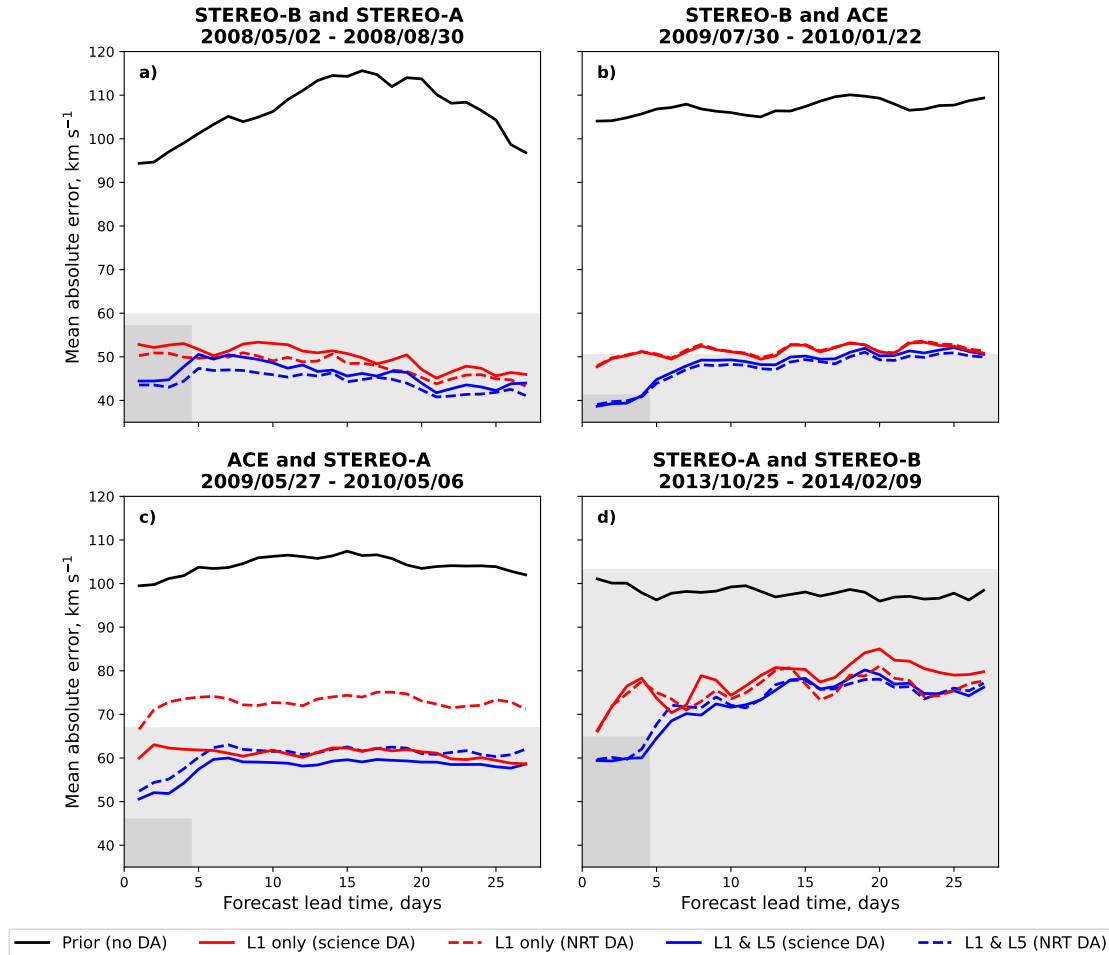 STEREO-B and STEREO-A
2008/05/02 - 2008/08/30
STEREO-B and ACE
2009/07/30 - 2010/01/22
120
110
100
90
80
70
60
50
40
Mean absolute error, km s⁻¹
a)
b)
ACE and STEREO-A
2009/05/27 - 2010/05/06
STEREO-A and STEREO-B
2013/10/25 - 2014/02/09
120
110
100
90
80
70
60
50
40
Mean absolute error, km s⁻¹
c)
d)
0 5 10 15 20 25
0 5 10 15 20 25
Forecast lead time, days
Forecast lead time, days
Prior (no DA) L1 only (science DA) L1 only (NRT DA) L1 & L5 (science DA) L1 & L5 (NRT DA)